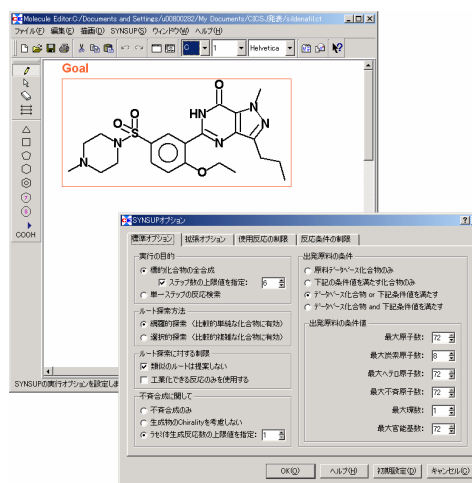 Molecule Editor:C:/Documents and Settings/u00800282/My Documents/CICSJ発表/sildenafil.tst
ファイル(F) 編集(E) 描画(D) SYNSUP(S) ウィンドウ(W) ヘルプ(H)
C 1 Helvetica
Goal
O
N
HN
N
N
O
O
S
N
N
O
7
8
COOH
SYNSUPの実行オプションを設定しま
SYNSUPオプション
標準オプション 拡張オプション 使用反応の制限 反応条件の制限
実行の目的
標的化合物の全合成
ステップ数の上限値を指定: 6
単一ステップの反応検索
ルート探索方法
網羅的探索 (比較的単純な化合物に有効)
選択的探索 (比較的複雑な化合物に有効)
ルート探索に対する制限
類似のルートは提案しない
工業化できる反応のみを使用する
不斉合成に関して
不斉合成のみ
生成物のChiralityを考慮しない
ラセミ体生成反応数の上限値を指定: 1
出発原料の条件
原料データベース化合物のみ
下記の条件を満たす化合物のみ
データベース化合物 or 下記条件を満たす
データベース化合物 and 下記条件を満たす
出発原料の条件値
最大原子数: 72
最大炭素原子数: 8
最大ヘテロ原子数: 72
最大不斉原子数: 72
最大環数: 1
最大官能基数: 72
OK(O) ヘルプ(H) 初期設定(D) キャンセル(C)